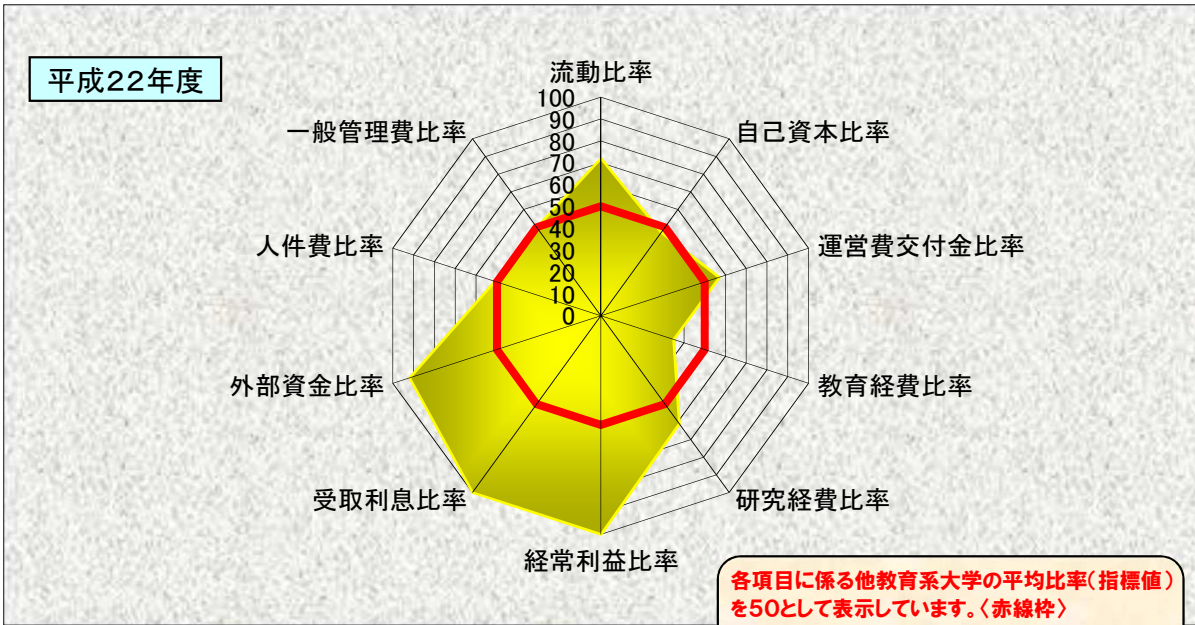 平成22年度
流動比率
自己資本比率
運営費交付金比率
教育経費比率
研究経費比率
経常利益比率
受取利息比率
外部資金比率
人件費比率
一般管理費比率
100
90
80
70
60
50
40
30
20
10
0
各項目に係る他教育系大学の平均比率(指標値)
を50として表示しています。〈赤線枠〉